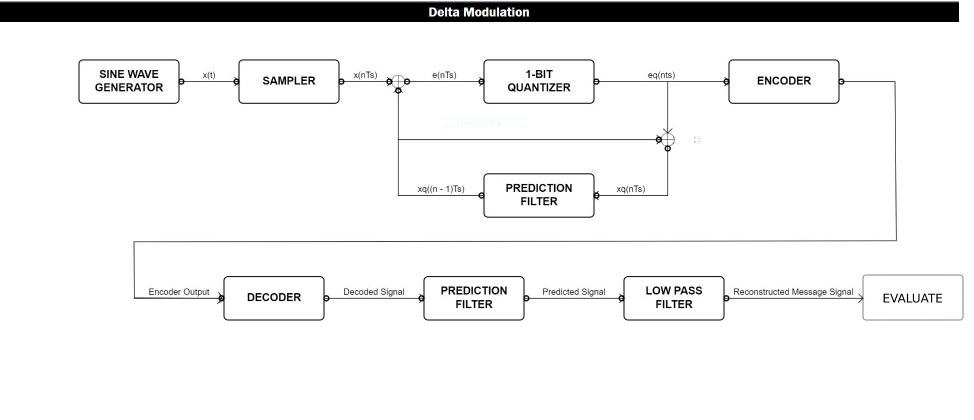 Delta Modulation
SINE WAVE
GENERATOR
x(t)
SAMPLER
x(nTs)
e(nTs)
1-BIT
QUANTIZER
eq(nts)
ENCODER
xq((n - 1)Ts)
PREDICTION
FILTER
xq(nTs)
Encoder Output
DECODER
Decoded Signal
PREDICTION
FILTER
Predicted Signal
LOW PASS
FILTER
Reconstructed Message Signal
EVALUATE